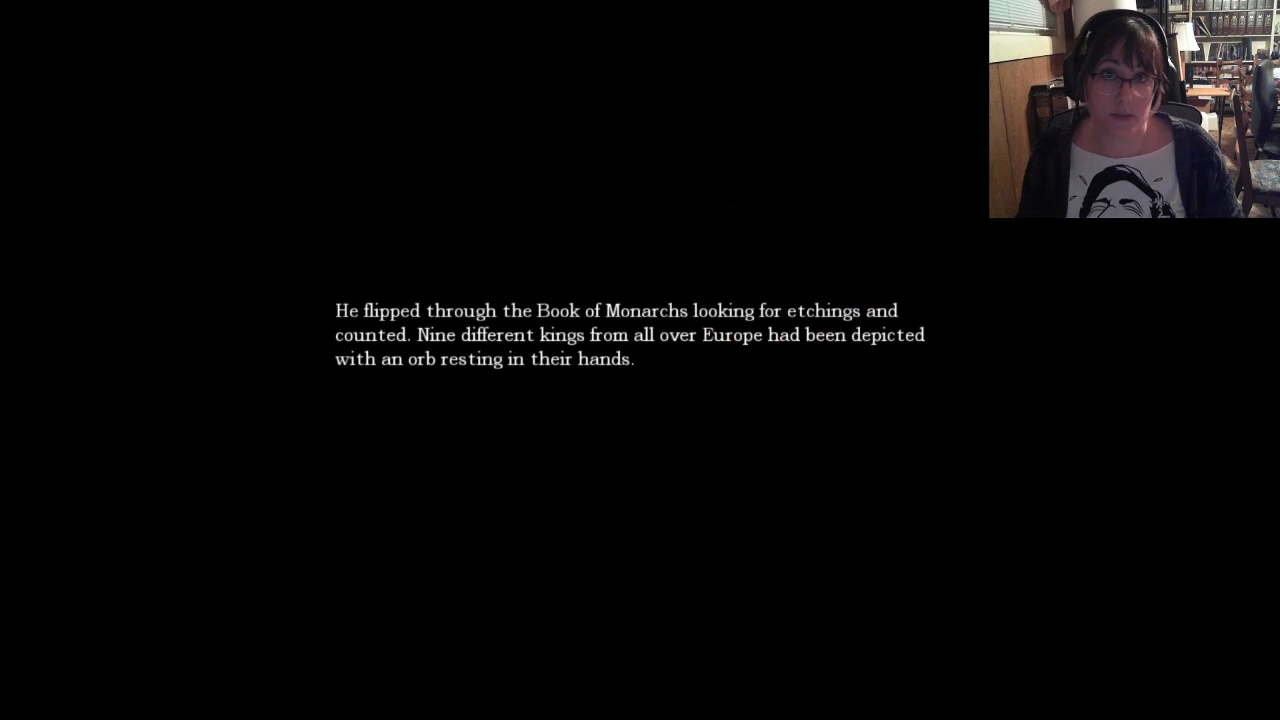 He flipped through the Book of Monarchs looking for etchings and
counted. Nine different kings from all over Europe had been depicted
with an orb resting in their hands.